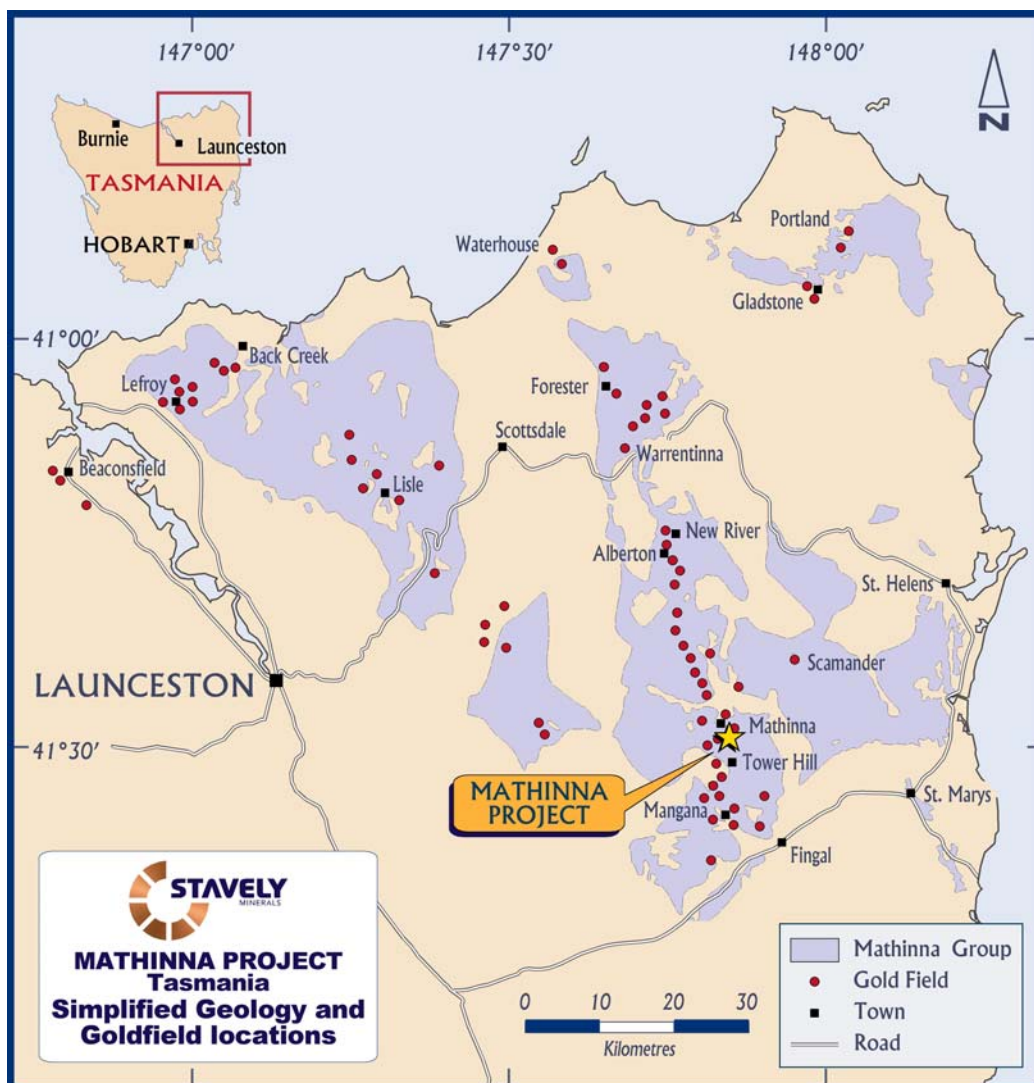 147°00'
147°30'
148°00'
Burnie
Launceston
TASMANIA
HOBART
N
Portland
Waterhouse
Gladstone
41°00'
Back Creek
Lefroy
Forester
Scottsdale
Beaconsfield
Warrentinna
Lisle
New River
Alberton
St. Helens
Scamander
LAUNCESTON
Mathinna
41°30'
Tower Hill
MATHINNA
PROJECT
Mangana
St. Marys
Fingal
STAVELY
MINERALS
MATHINNA PROJECT
Tasmania
Simplified Geology and
Goldfield locations
0 10 20 30
Kilometres
Mathinna Group
Gold Field
Town
Road